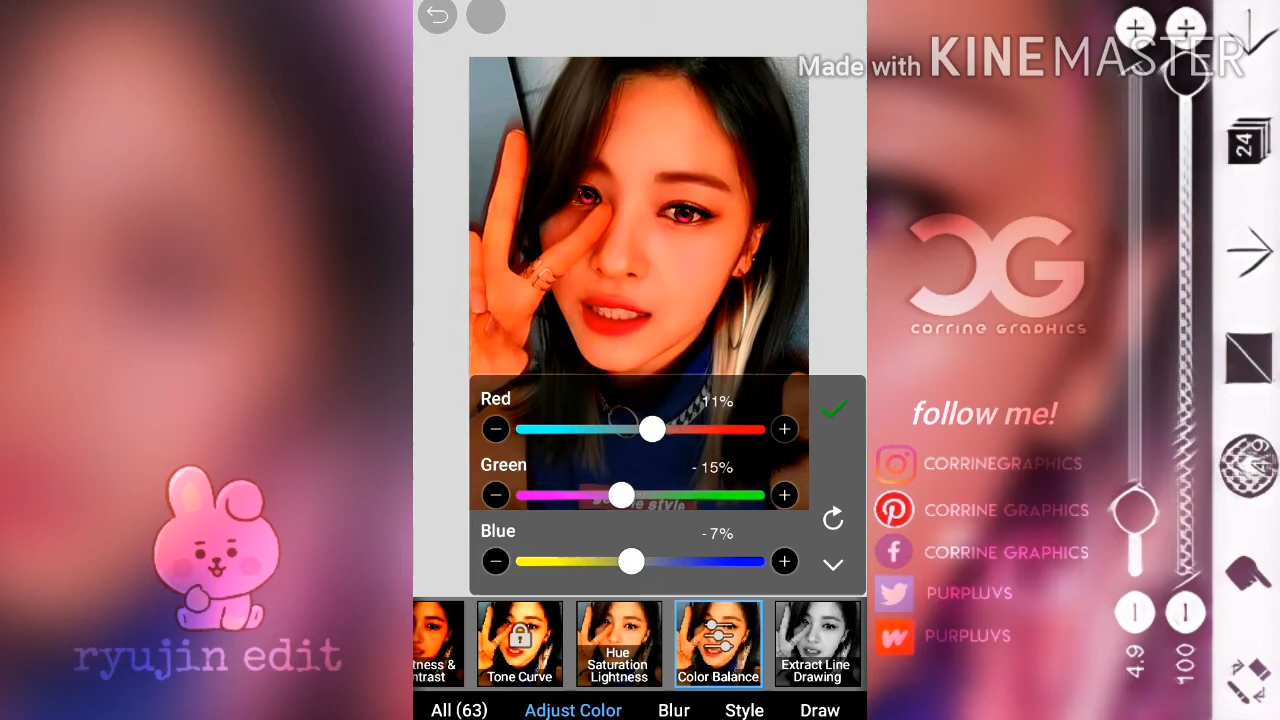 Made with KINEMASTER
24
CG
CORRINE GRAPHICS
Red 11%
follow me!
Green - 15%
CORRINEGRAPHICS
CORRINE GRAPHICS
Blue - 7%
CORRINE GRAPHICS
PURPLUVS
PURPLUVS
ryujin edit
tness &
ntrast
Tone Curve
Hue
Saturation
Lightness
Color Balance
Extract Line
Drawing
4.9
100
All (63) Adjust Color Blur Style Draw